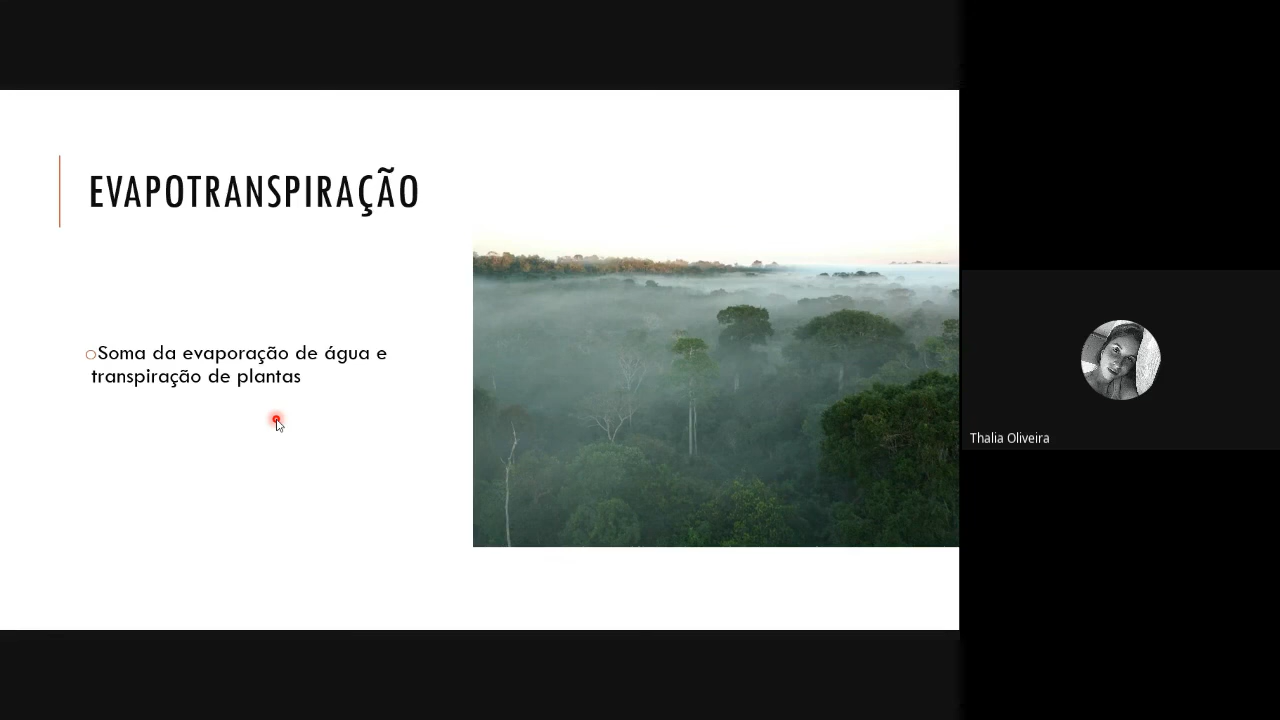 EVAPOTRANSPIRAÇÃO
Soma da evaporação de água e
transpiração de plantas
Thalia Oliveira